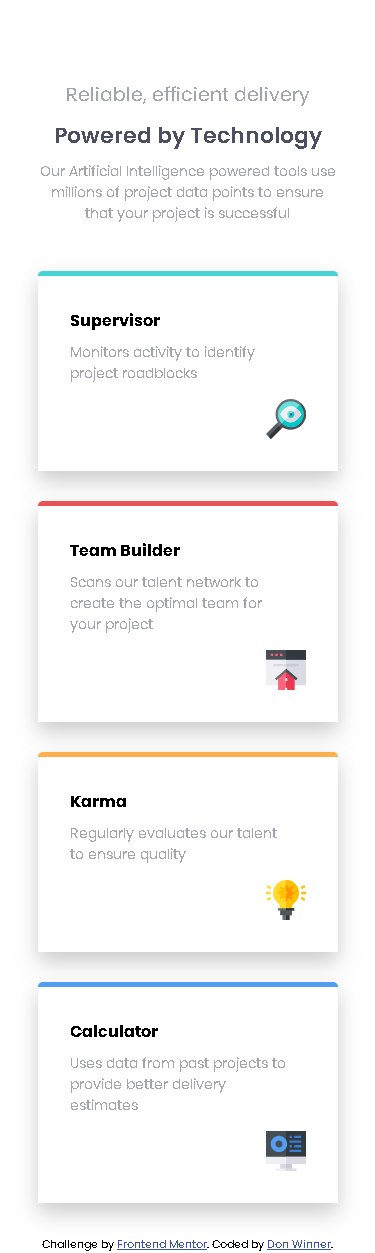 Reliable, efficient delivery
Powered by Technology
Our Artificial Intelligence powered tools use
millions of project data points to ensure
that your project is successful
Supervisor
Monitors activity to identify
project roadblocks
Team Builder
Scans our talent network to
create the optimal team for
your project
Karma
Regularly evaluates our talent
to ensure quality
Calculator
Uses data from past projects to
provide better delivery
estimates
Challenge by Frontend Mentor. Coded by Don Winner.